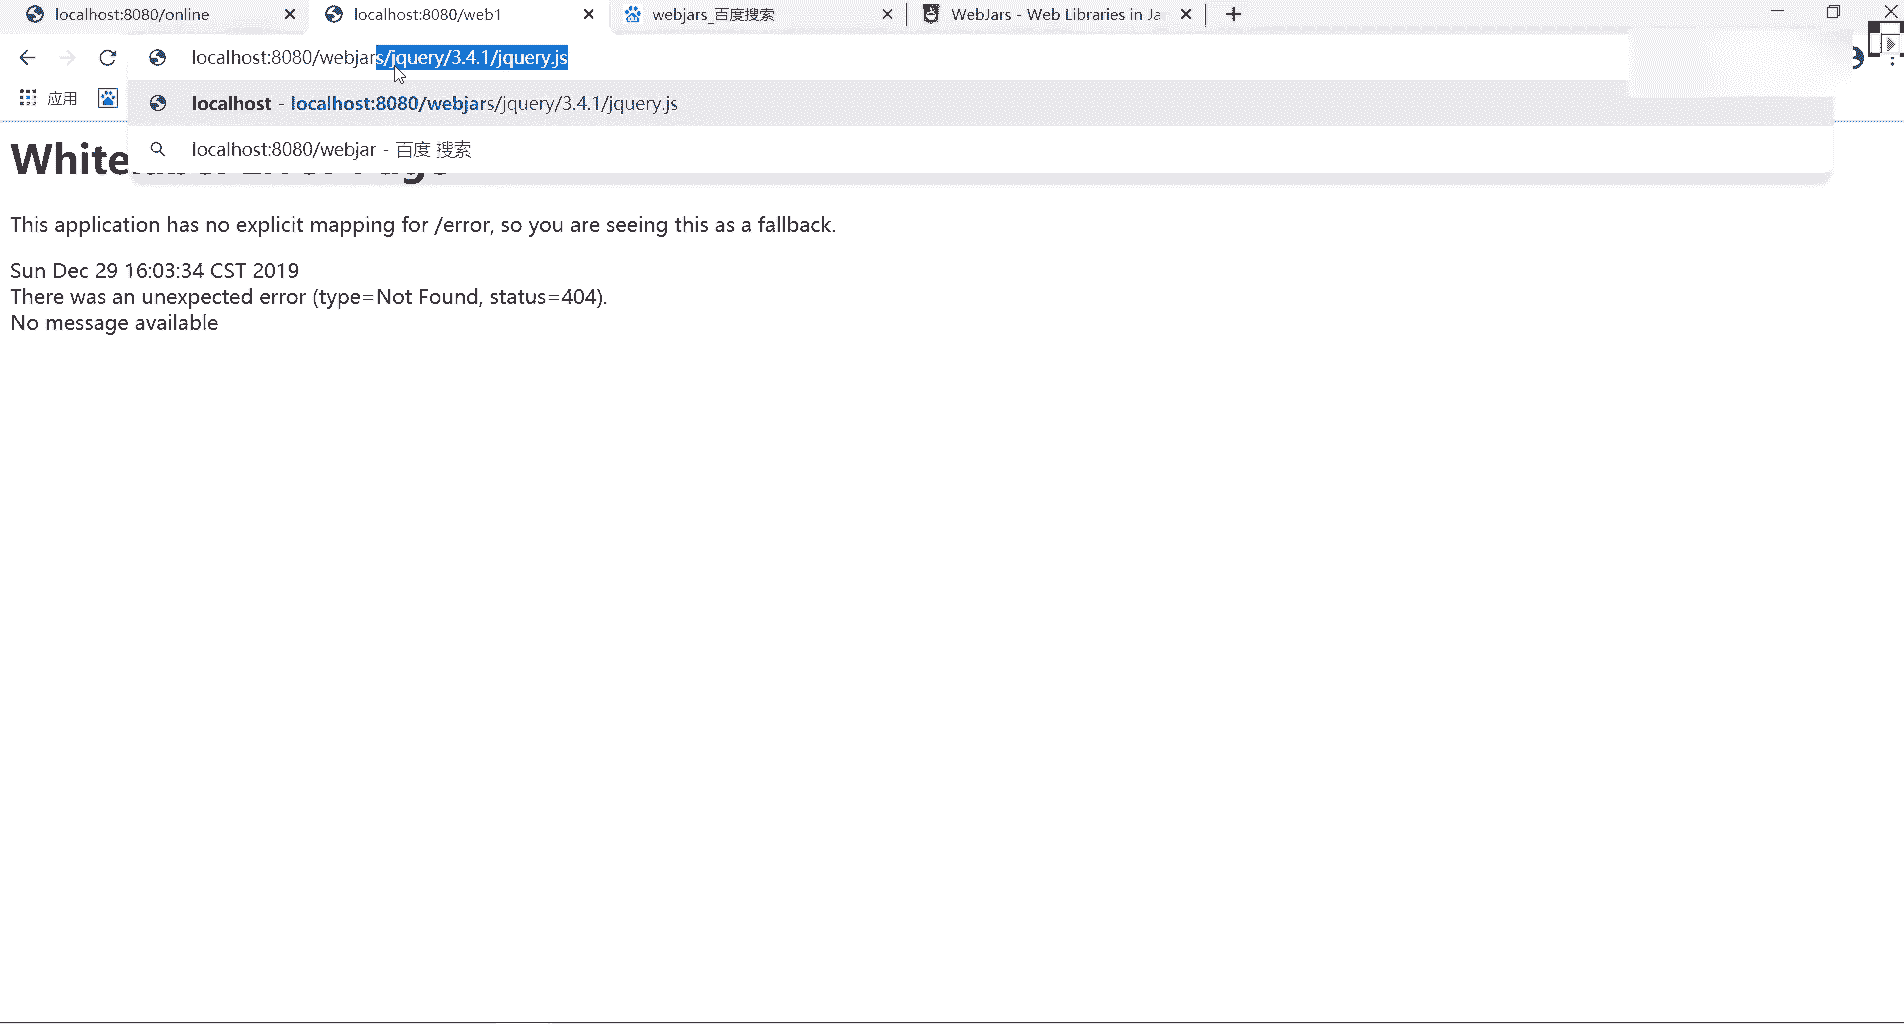 localhost:8080/online
localhost:8080/web1
webjars_百度搜索
WebJars - Web Libraries in Ja
localhost:8080/webjars/jquery/3.4.1/jquery.js
应用
localhost - localhost:8080/webjars/jquery/3.4.1/jquery.js
localhost:8080/webjar - 百度 搜索
White
This application has no explicit mapping for /error, so you are seeing this as a fallback.
Sun Dec 29 16:03:34 CST 2019
There was an unexpected error (type=Not Found, status=404).
No message available